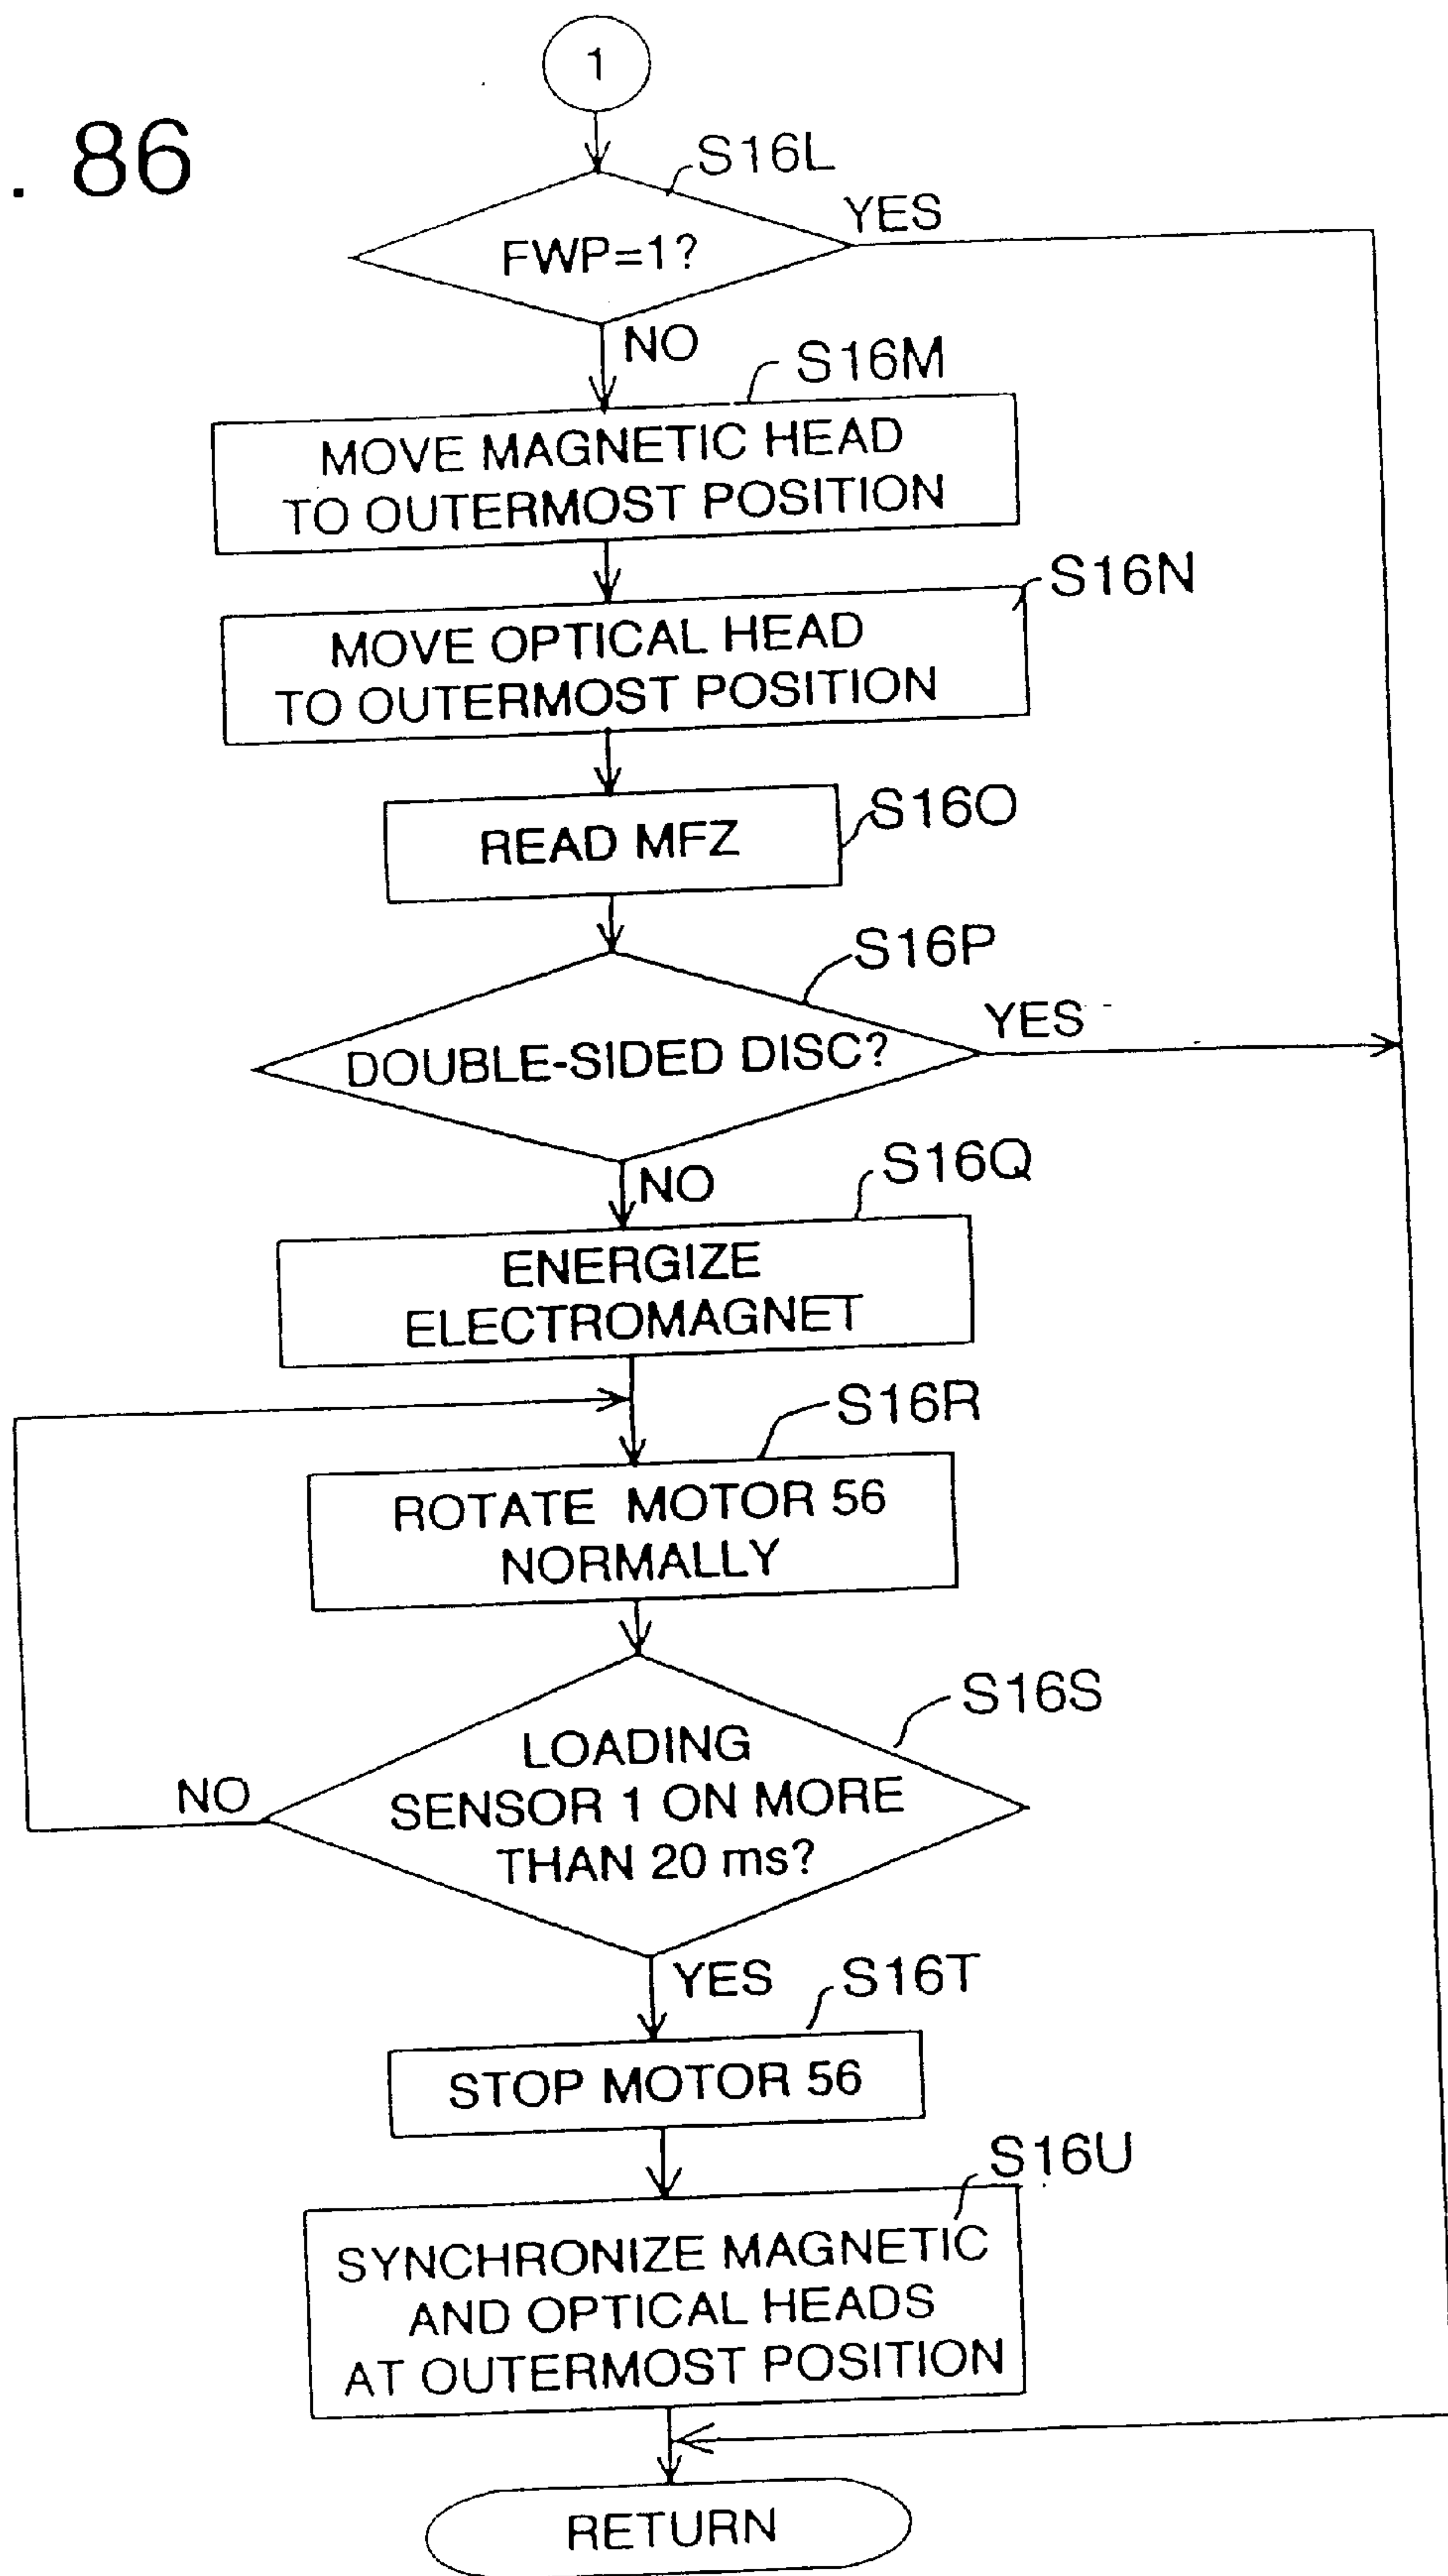 1
. 86
S16L
FWP=1?
YES
NO
S16M
MOVE MAGNETIC HEAD
TO OUTERMOST POSITION
S16N
MOVE OPTICAL HEAD
TO OUTERMOST POSITION
S16O
READ MFZ
S16P
DOUBLE-SIDED DISC?
YES
NO
S16Q
ENERGIZE
ELECTROMAGNET
S16R
ROTATE MOTOR 56
NORMALLY
S16S
LOADING
SENSOR 1 ON MORE
THAN 20 ms?
NO
YES
S16T
STOP MOTOR 56
S16U
SYNCHRONIZE MAGNETIC
AND OPTICAL HEADS
AT OUTERMOST POSITION
RETURN